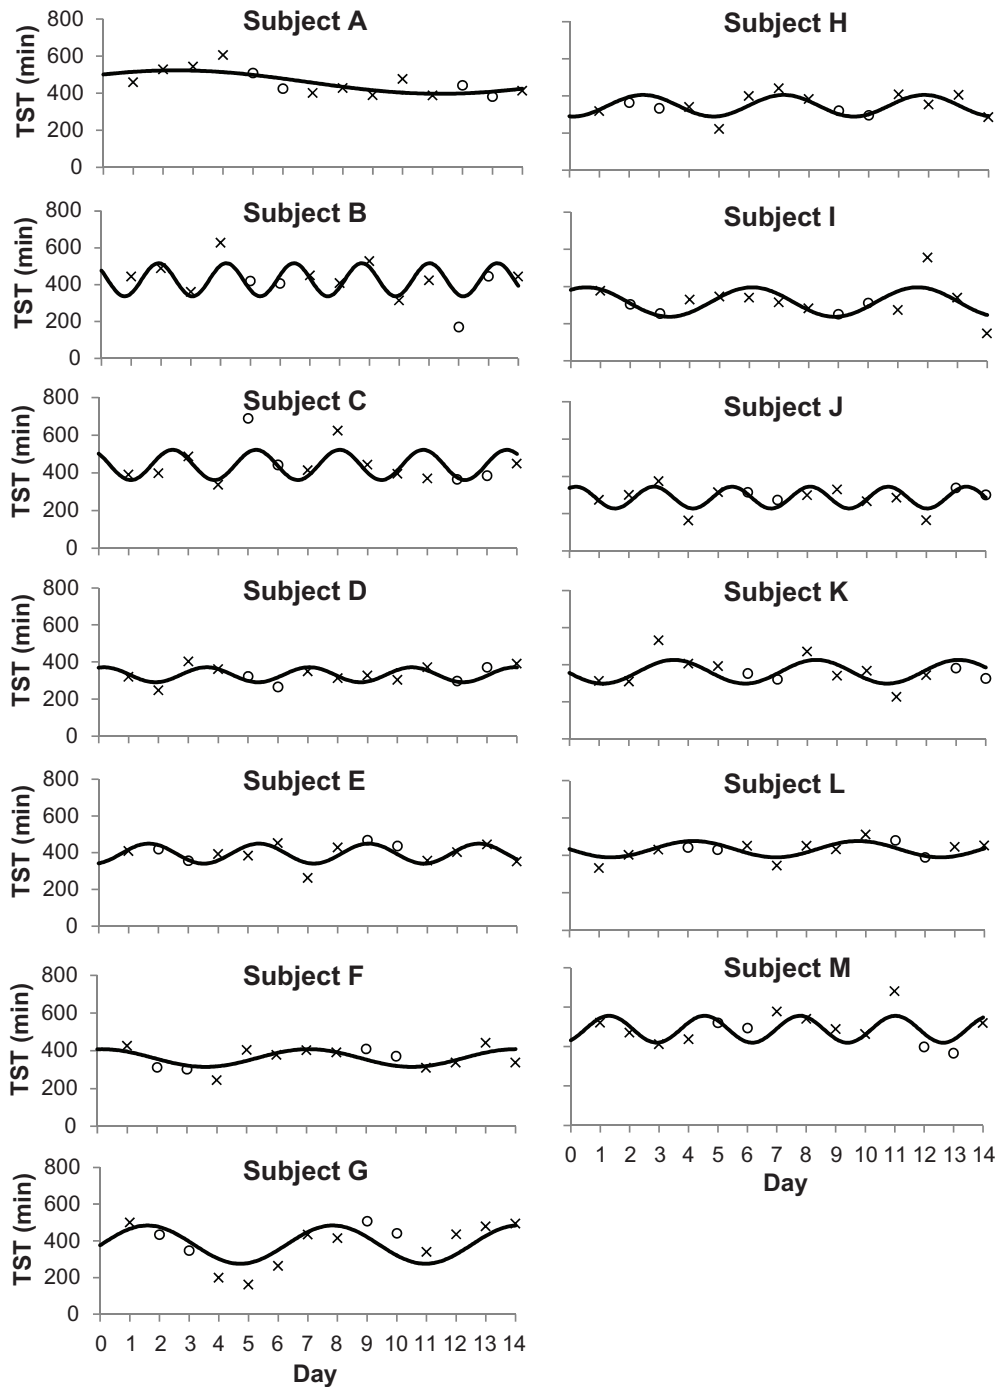 Subject A
TST (min)
800
600
400
200
0
Subject B
TST (min)
800
600
400
200
0
Subject C
TST (min)
800
600
400
200
0
Subject D
TST (min)
800
600
400
200
0
Subject E
TST (min)
800
600
400
200
0
Subject F
TST (min)
800
600
400
200
0
Subject G
TST (min)
800
600
400
200
0
0 1 2 3 4 5 6 7 8 9 10 11 12 13 14
Day
Subject H
Subject I
Subject J
Subject K
Subject L
Subject M
0 1 2 3 4 5 6 7 8 9 10 11 12 13 14
Day